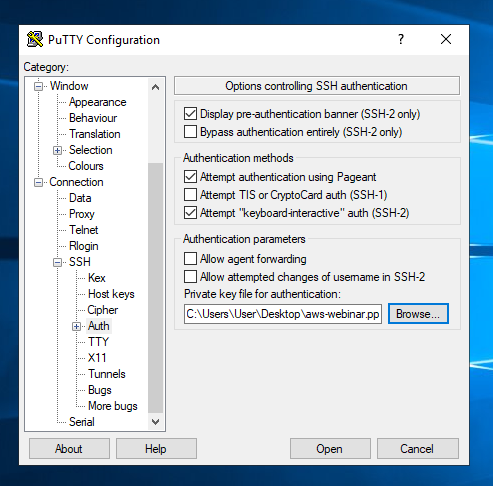 PuTTY Configuration
?
Category:
Window
Appearance
Behaviour
Translation
Selection
Colours
Connection
Data
Proxy
Telnet
Rlogin
SSH
Kex
Host keys
Cipher
Auth
TTY
X11
Tunnels
Bugs
More bugs
Serial
Options controlling SSH authentication
Display pre-authentication banner (SSH-2 only)
Bypass authentication entirely (SSH-2 only)
Authentication methods
Attempt authentication using Pageant
Attempt TIS or CryptoCard auth (SSH-1)
Attempt "keyboard-interactive" auth (SSH-2)
Authentication parameters
Allow agent forwarding
Allow attempted changes of username in SSH-2
Private key file for authentication:
C:\Users\User\Desktop\aws-webinar.pp
Browse...
About
Help
Open
Cancel